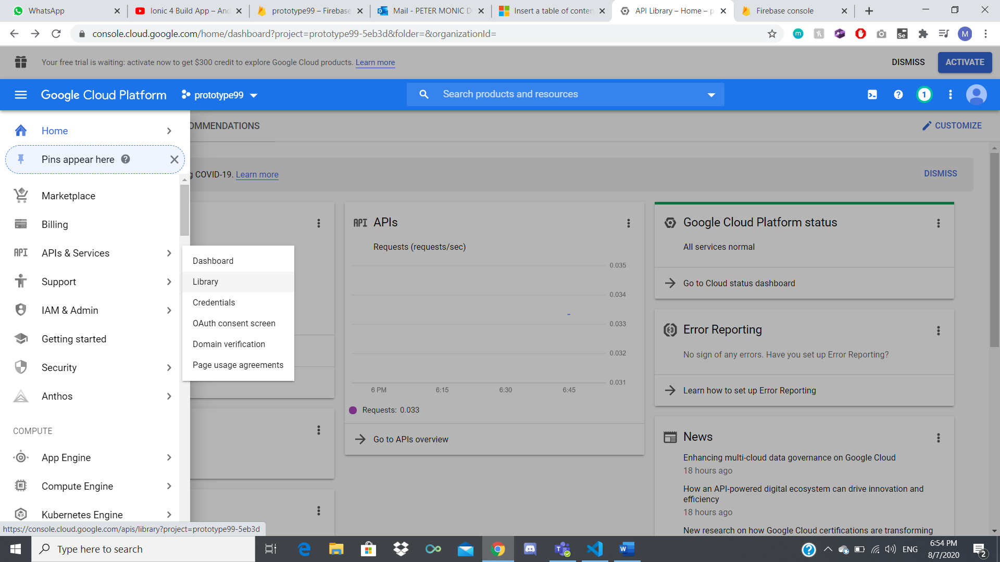 WhatsApp
Ionic 4 Build App – And
prototype99 – Firebase
Mail - PETER MONIC D
Insert a table of conten
API Library – Home – p
Firebase console
console.cloud.google.com/home/dashboard?project=prototype99-5eb3d&folder=&organizationId=
Your free trial is waiting: activate now to get $300 credit to explore Google Cloud products. Learn more
DISMISS
ACTIVATE
Google Cloud Platform
prototype99
Search products and resources
1
M
Home
OMMENDATIONS
CUSTOMIZE
Pins appear here
g COVID-19. Learn more
DISMISS
Marketplace
Billing
API APIs & Services
Support
IAM & Admin
Getting started
Security
Anthos
COMPUTE
App Engine
Compute Engine
Kubernetes Engine
Dashboard
Library
Credentials
OAuth consent screen
Domain verification
Page usage agreements
API APIs
Requests (requests/sec)
0.035
0.034
0.033
0.032
0.031
6 PM
6:15
6:30
6:45
Requests: 0.033
Go to APIs overview
Google Cloud Platform status
All services normal
Go to Cloud status dashboard
Error Reporting
No sign of any errors. Have you set up Error Reporting?
Learn how to set up Error Reporting
News
Enhancing multi-cloud data governance on Google Cloud
18 hours ago
How an API-powered digital ecosystem can drive innovation and
efficiency
18 hours ago
New research on how Google Cloud certifications are transforming
https://console.cloud.google.com/apis/library?project=prototype99-5eb3d
Type here to search
ENG
6:54 PM
8/7/2020
2